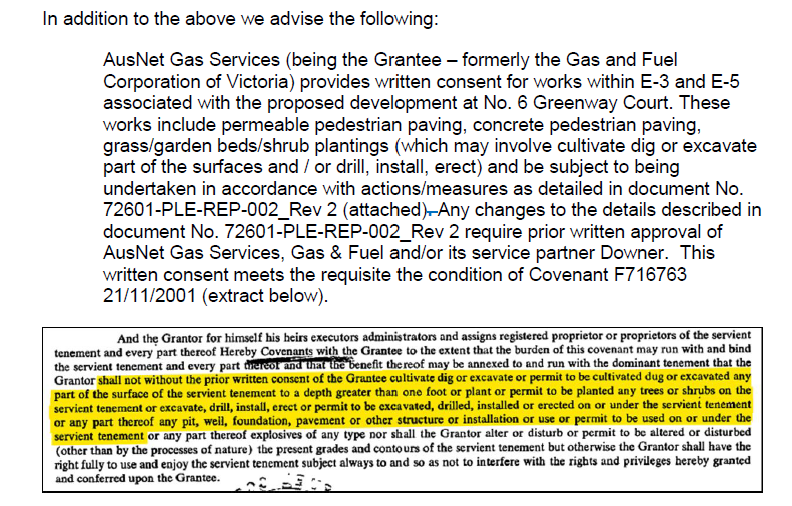 In addition to the above we advise the following:
AusNet Gas Services (being the Grantee – formerly the Gas and Fuel
Corporation of Victoria) provides written consent for works within E-3 and E-5
associated with the proposed development at No. 6 Greenway Court. These
works include permeable pedestrian paving, concrete pedestrian paving,
grass/garden beds/shrub plantings (which may involve cultivate dig or excavate
part of the surfaces and / or drill, install, erect) and be subject to being
undertaken in accordance with actions/measures as detailed in document No.
72601-PLE-REP-002_Rev 2 (attached). Any changes to the details described in
document No. 72601-PLE-REP-002_Rev 2 require prior written approval of
AusNet Gas Services, Gas & Fuel and/or its service partner Downer. This
written consent meets the requisite the condition of Covenant F716763
21/11/2001 (extract below).
And the Grantor for himself his heirs executors administrators and assigns registered proprietor or proprietors of the servient
tenement and every part thereof Hereby Covenants with the Grantee to the extent that the burden of this covenant may run with and bind
the servient tenement and every part thereof and that the benefit thereof may be annexed to and run with the dominant tenement that the
Grantor shall not without the prior written consent of the Grantee cultivate dig or excavate or permit to be cultivated dug or excavated any
part of the surface of the servient tenement to a depth greater than one foot or plant or permit to be planted any trees or shrubs on the
servient tenement or excavate, drill, install, erect or permit to be excavated, drilled, installed or erected on or under the servient tenement
or any part thereof any pit, well, foundation, pavement or other structure or installation or use or permit to be used on or under the
servient tenement or any part thereof explosives of any type nor shall the Grantor alter or disturb or permit to be altered or disturbed
(other than by the processes of nature) the present grades and contours of the servient tenement but otherwise the Grantor shall have the
right fully to use and enjoy the servient tenement subject always to and so as not to interfere with the rights and privileges hereby granted
and conferred upon the Grantee.